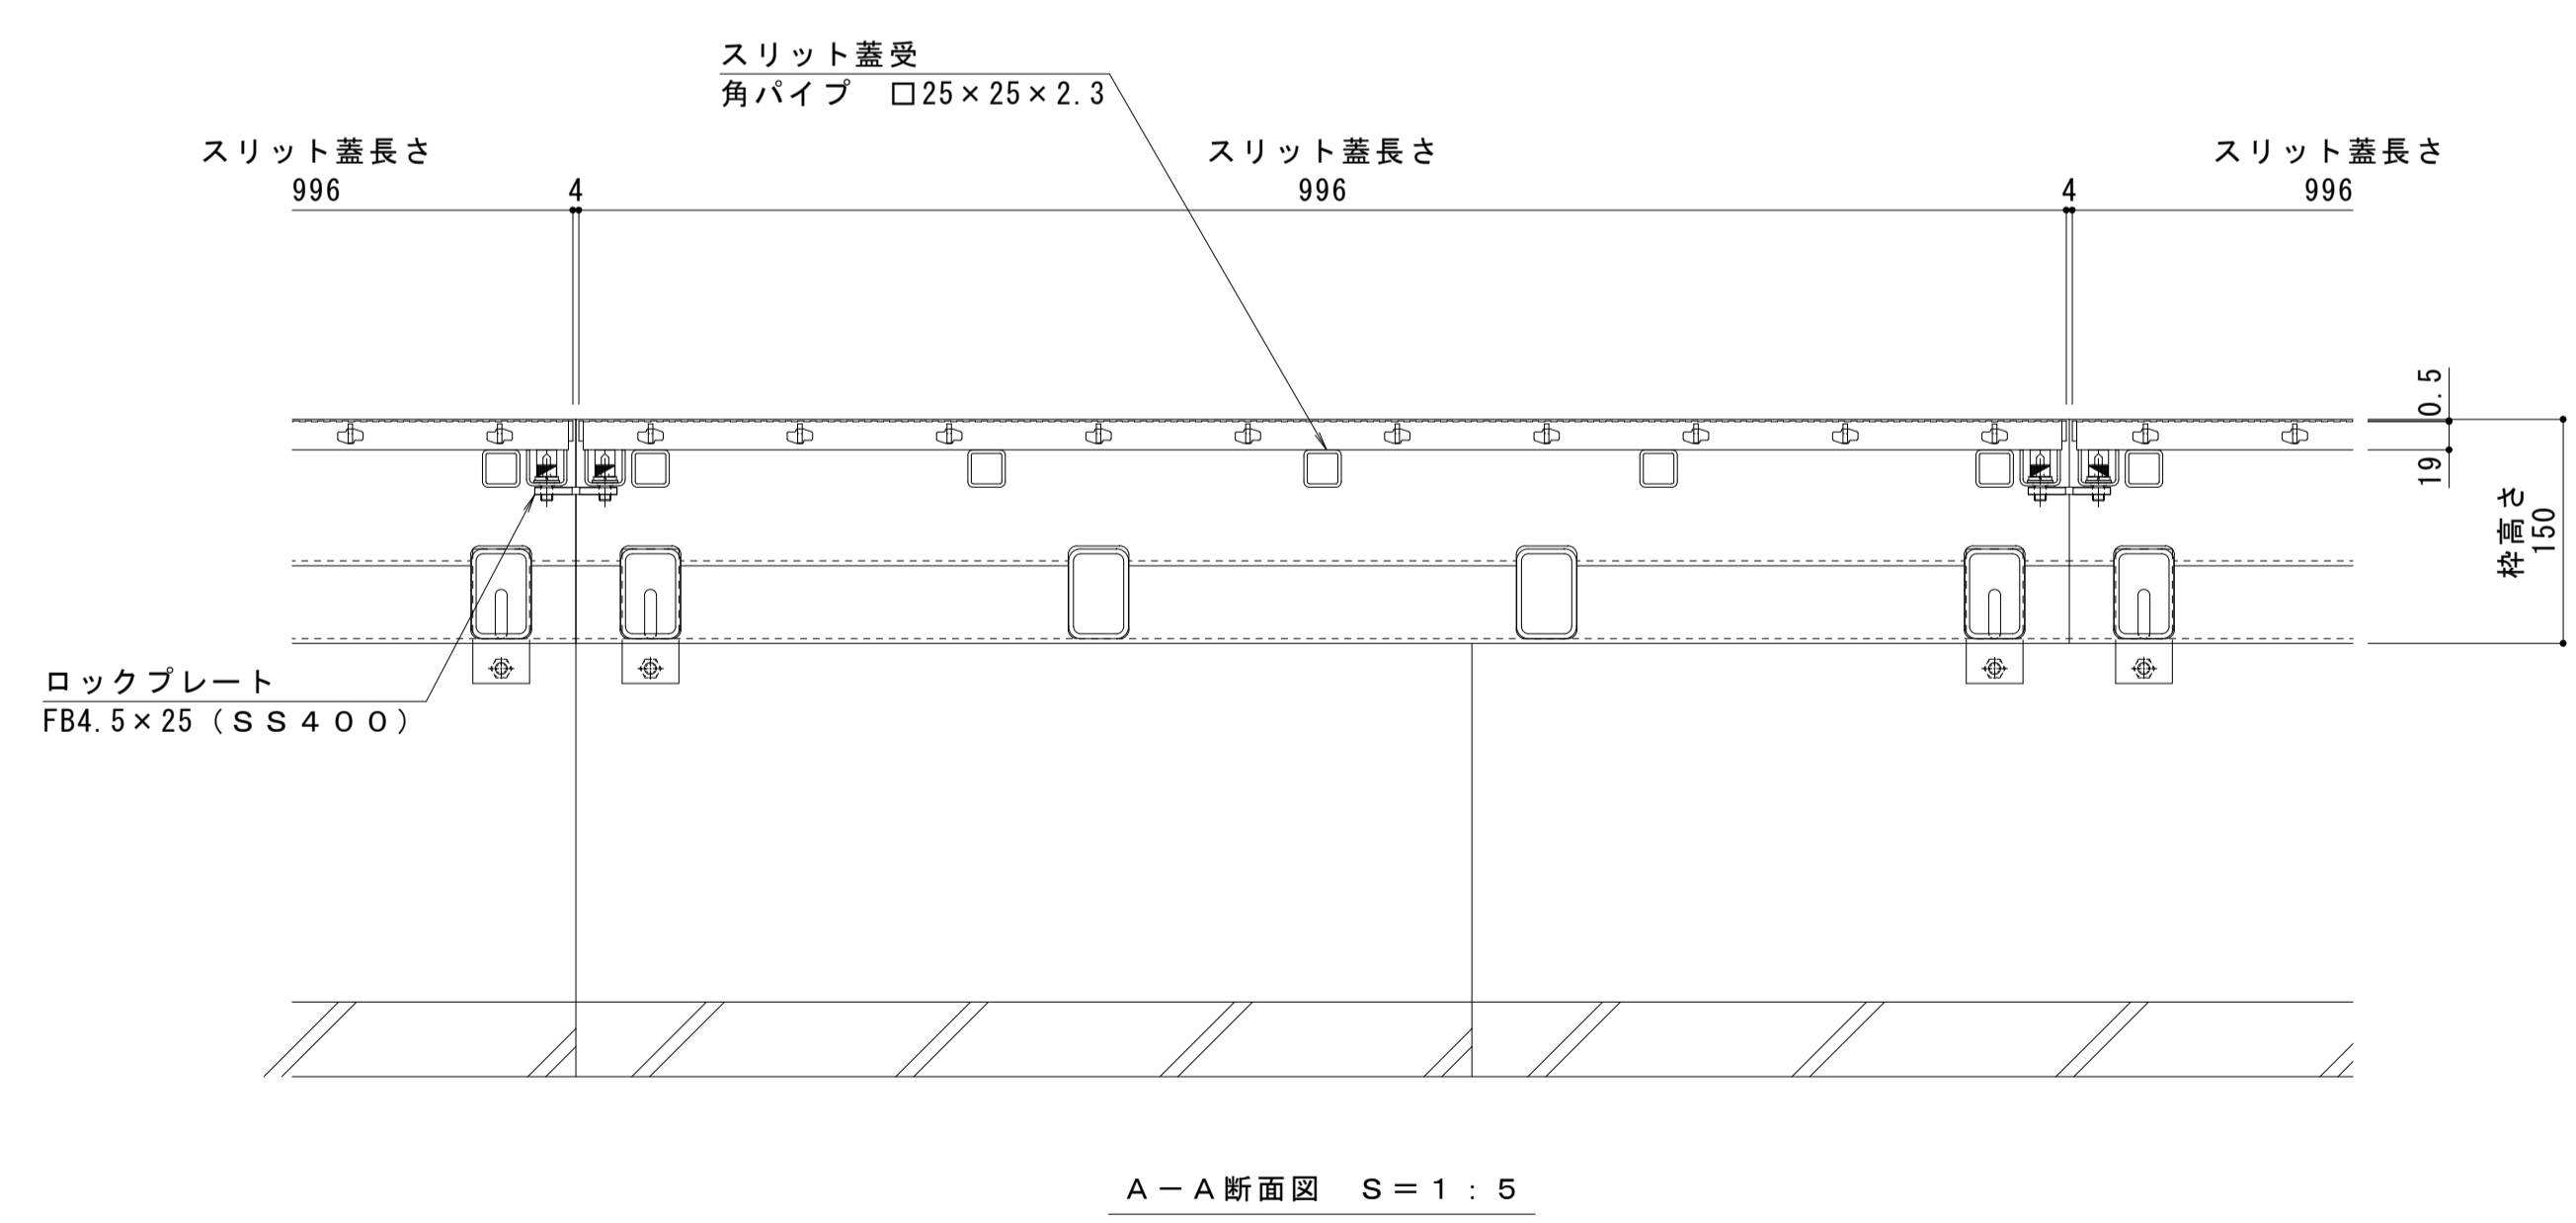 スリット蓋受
角パイプ　□25×25×2.3
スリット蓋長さ
996
4
スリット蓋長さ
996
4
スリット蓋長さ
996
0.5
19
枠高さ
150
ロックプレート
FB4.5×25（ＳＳ４００）
Ａ－Ａ断面図　Ｓ＝１：５